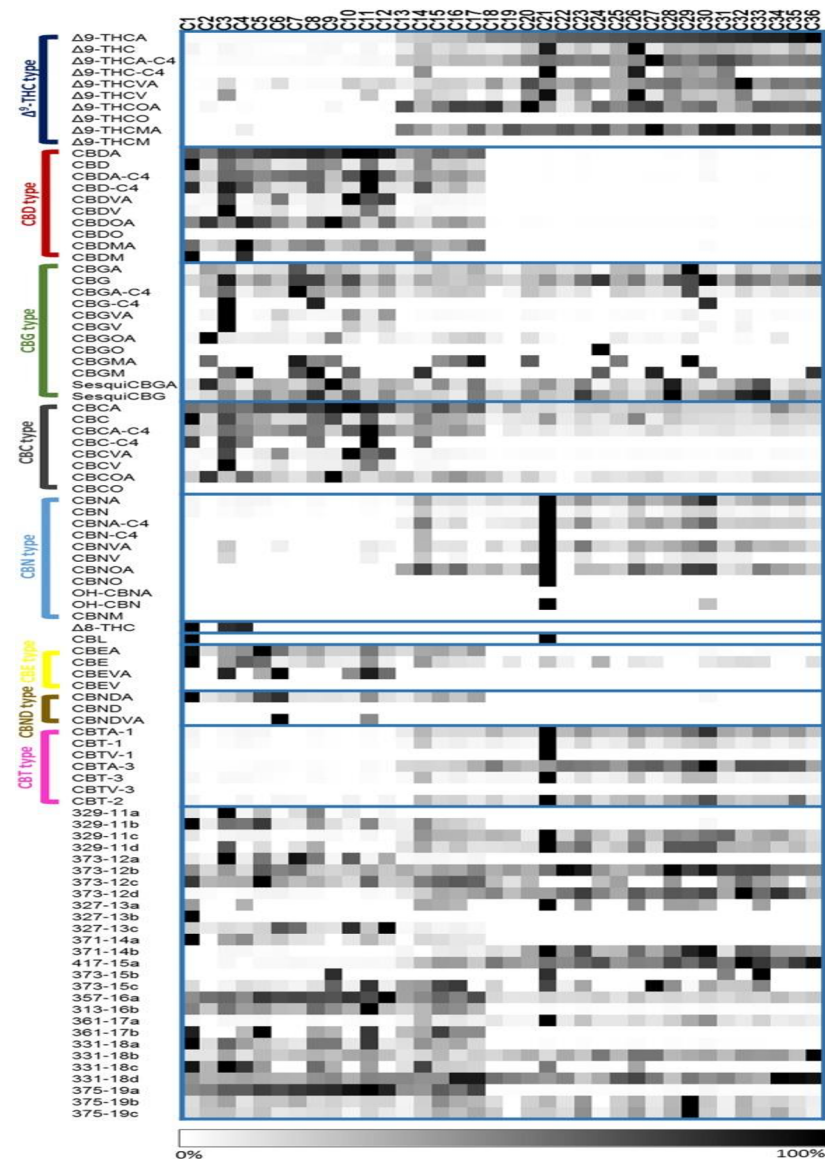 C1 C2 C3 C4 C5 C6 C7 C8 C9 C10 C11 C12 C13 C14 C15 C16 C17 C18 C19 C20 C21 C22 C23 C24 C25 C26 C27 C28 C29 C30 C31 C32 C33 C34 C35 C36
Δ⁹-THC type
Δ9-THCA
Δ9-THC
Δ9-THCA-C4
Δ9-THC-C4
Δ9-THCVA
Δ9-THCV
Δ9-THCOA
Δ9-THCO
Δ9-THCMA
Δ9-THCM
CBD type
CBDA
CBD
CBDA-C4
CBD-C4
CBDVA
CBDV
CBDOA
CBDO
CBDMA
CBDM
CBG type
CBGA
CBG
CBGA-C4
CBG-C4
CBGVA
CBGV
CBGOA
CBGO
CBGMA
CBGM
SesquiCBGA
SesquiCBG
CBC type
CBCA
CBC
CBCA-C4
CBC-C4
CBCVA
CBCV
CBCOA
CBCO
CBN type
CBNA
CBN
CBNA-C4
CBN-C4
CBNVA
CBNV
CBNOA
CBNO
OH-CBNA
OH-CBN
CBNM
Δ8-THC
CBL
CBE type
CBEA
CBE
CBEVA
CBEV
CBND type
CBNDA
CBND
CBNDVA
CBT type
CBTA-1
CBT-1
CBTV-1
CBTA-3
CBT-3
CBTV-3
CBT-2
329-11a
329-11b
329-11c
329-11d
373-12a
373-12b
373-12c
373-12d
327-13a
327-13b
327-13c
371-14a
371-14b
417-15a
373-15b
373-15c
357-16a
313-16b
361-17a
361-17b
331-18a
331-18b
331-18c
331-18d
375-19a
375-19b
375-19c
0% 100%